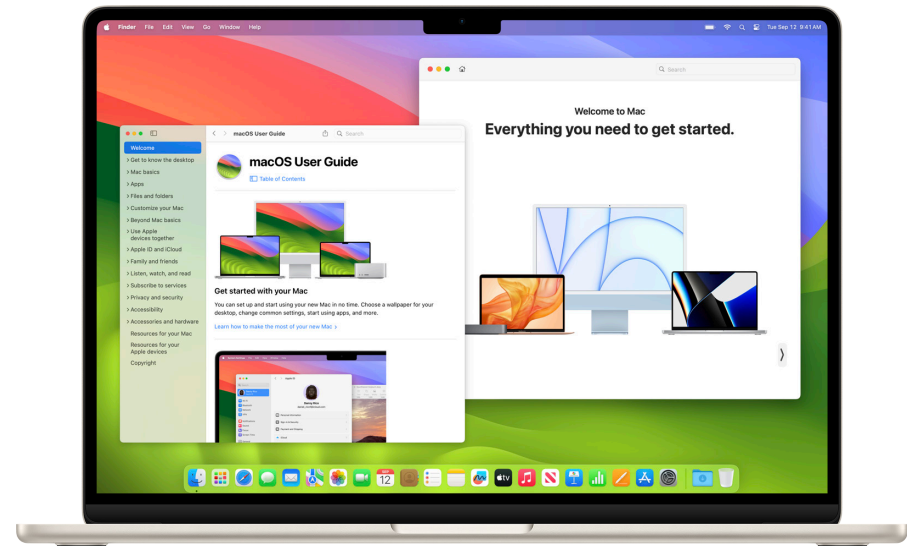 Finder File Edit View Go Window Help
Tue Sep 12 9:41 AM
Search
Welcome to Mac
Everything you need to get started.
macOS User Guide
Search
Welcome
Get to know the desktop
Mac basics
Apps
Files and folders
Customize your Mac
Beyond Mac basics
Use Apple
devices together
Apple ID and iCloud
Family and friends
Listen, watch, and read
Subscribe to services
Privacy and security
Accessibility
Accessories and hardware
Resources for your Mac
Resources for your
Apple devices
Copyright
macOS User Guide
Table of Contents
Get started with your Mac
You can set up and start using your new Mac in no time. Choose a wallpaper for your
desktop, change common settings, start using apps, and more.
Learn how to make the most of your new Mac
SEP
12
tv